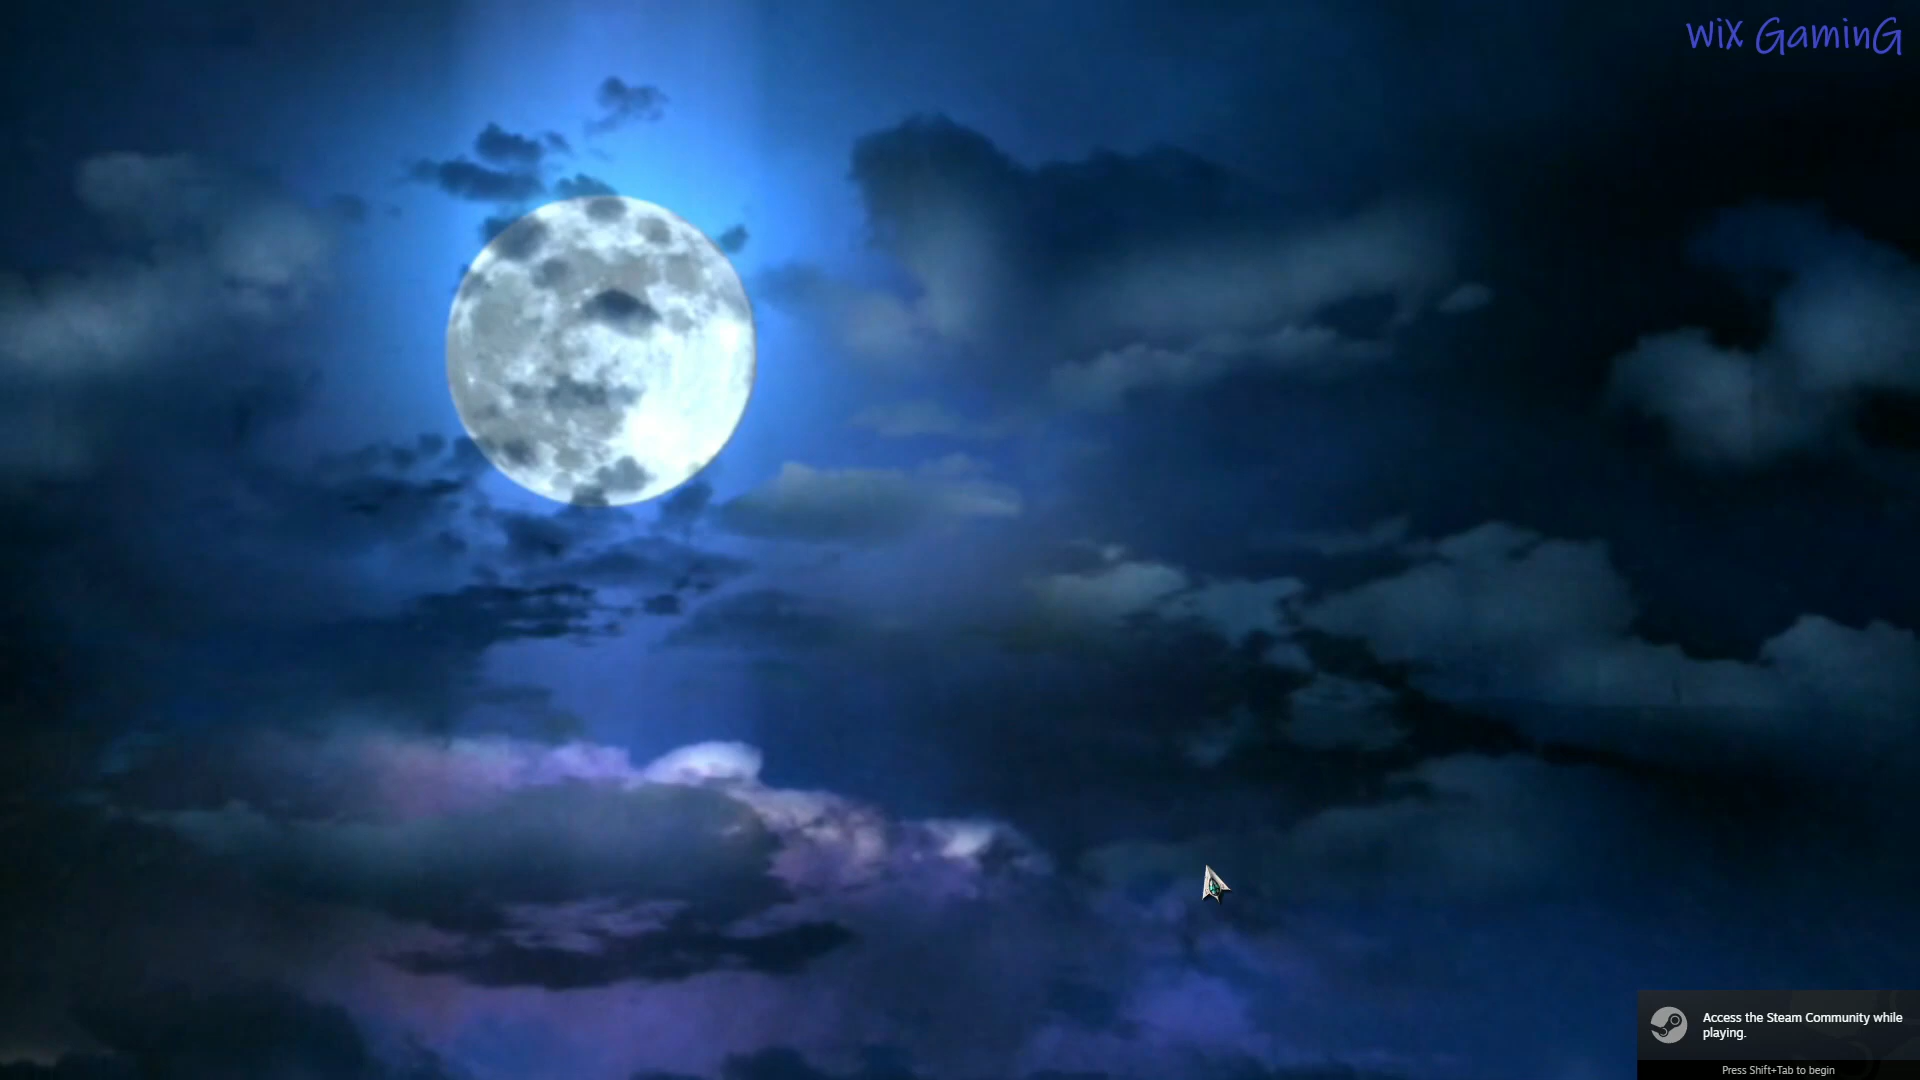 wiX GaminG
Access the Steam Community while
playing.
Press Shift+Tab to begin